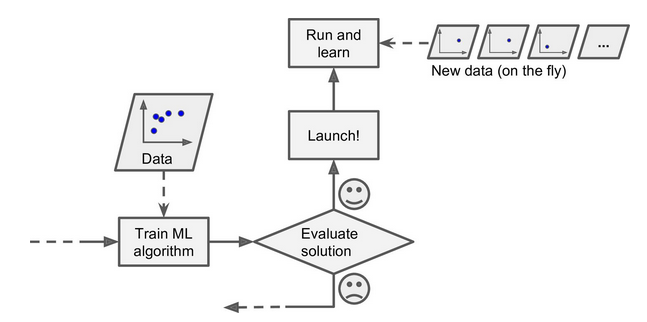 Run and
learn
...
New data (on the fly)
Launch!
Data
Train ML
algorithm
Evaluate
solution